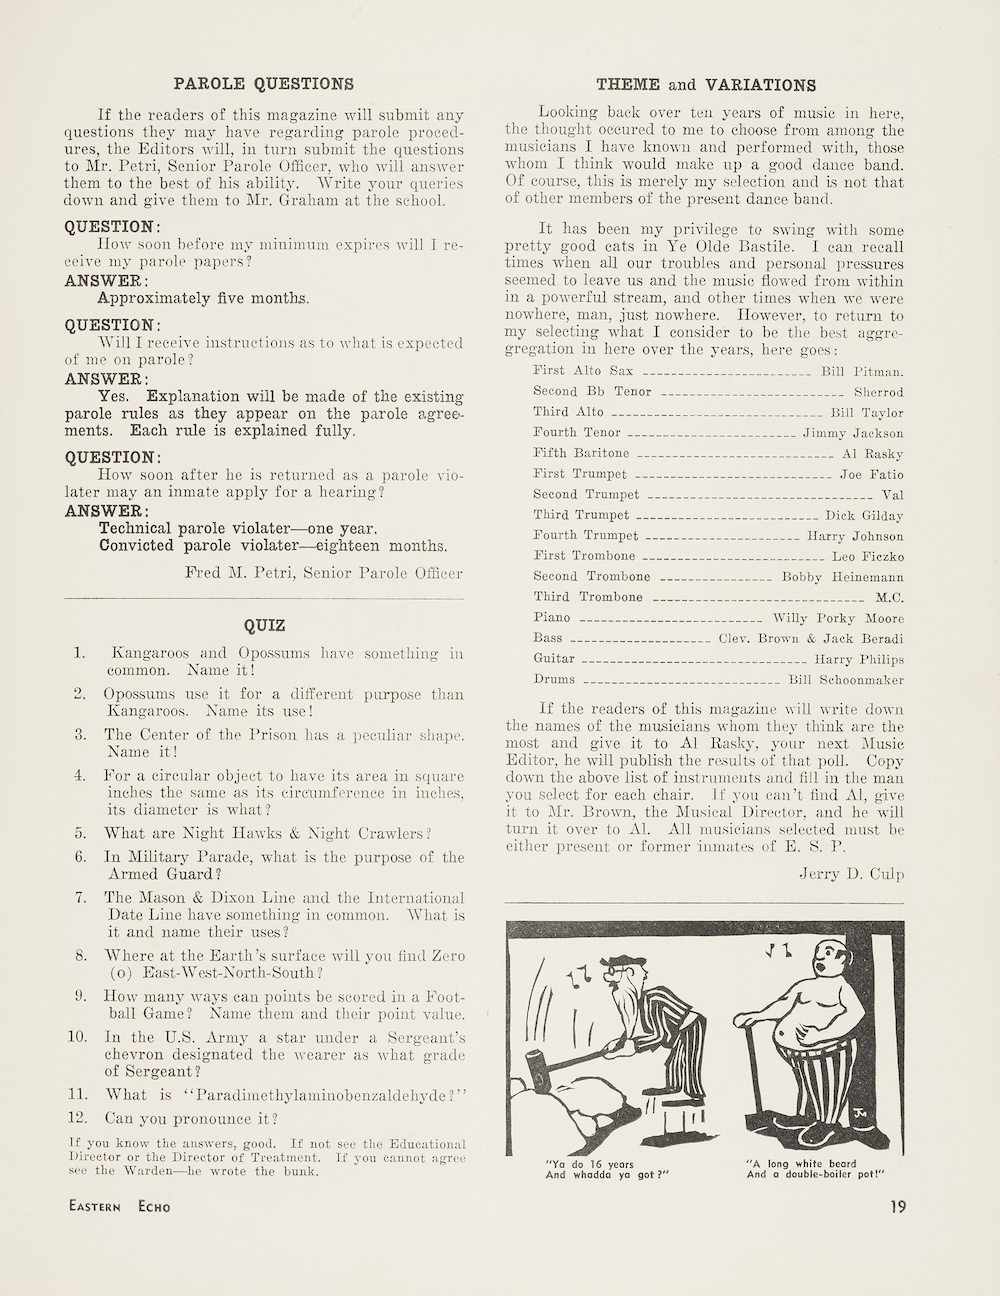 PAROLE QUESTIONS
If the readers of this magazine will submit any
questions they may have regarding parole proced-
ures, the Editors will, in turn submit the questions
to Mr. Petri, Senior Parole Officer, who will answer
them to the best of his ability. Write your queries
down and give them to Mr. Graham at the school.
QUESTION:
How soon before my minimum expires will I re-
ceive my parole papers?
ANSWER:
Approximately five months.
QUESTION:
Will I receive instructions as to what is expected
of me on parole?
ANSWER:
Yes. Explanation will be made of the existing
parole rules as they appear on the parole agree-
ments. Each rule is explained fully.
QUESTION:
How soon after he is returned as a parole vio-
later may an inmate apply for a hearing?
ANSWER:
Technical parole violater—one year.
Convicted parole violater—eighteen months.
Fred M. Petri, Senior Parole Officer
QUIZ
1. Kangaroos and Opossums have something in
common. Name it!
2. Opossums use it for a different purpose than
Kangaroos. Name its use!
3. The Center of the Prison has a peculiar shape.
Name it!
4. For a circular object to have its area in square
inches the same as its circumference in inches,
its diameter is what?
5. What are Night Hawks & Night Crawlers?
6. In Military Parade, what is the purpose of the
Armed Guard?
7. The Mason & Dixon Line and the International
Date Line have something in common. What is
it and name their uses?
8. Where at the Earth's surface will you find Zero
(o) East-West-North-South?
9. How many ways can points be scored in a Foot-
ball Game? Name them and their point value.
10. In the U.S. Army a star under a Sergeant's
chevron designated the wearer as what grade
of Sergeant?
11. What is "Paradimethylaminobenzaldehyde?"
12. Can you pronounce it?
If you know the answers, good. If not see the Educational
Director or the Director of Treatment. If you cannot agree
see the Warden—he wrote the bunk.
THEME and VARIATIONS
Looking back over ten years of music in here,
the thought occured to me to choose from among the
musicians I have known and performed with, those
whom I think would make up a good dance band.
Of course, this is merely my selection and is not that
of other members of the present dance band.
It has been my privilege to swing with some
pretty good cats in Ye Olde Bastile. I can recall
times when all our troubles and personal pressures
seemed to leave us and the music flowed from within
in a powerful stream, and other times when we were
nowhere, man, just nowhere. However, to return to
my selecting what I consider to be the best aggre-
gregation in here over the years, here goes:
First Alto Sax ------------------------ Bill Pitman.
Second Bb Tenor ------------------------ Sherrod
Third Alto ------------------------ Bill Taylor
Fourth Tenor ------------------------ Jimmy Jackson
Fifth Baritone ------------------------ Al Rasky
First Trumpet ------------------------ Joe Fatio
Second Trumpet ------------------------ Val
Third Trumpet ------------------------ Dick Gilday
Fourth Trumpet ------------------------ Harry Johnson
First Trombone ------------------------ Leo Ficzko
Second Trombone ---------------- Bobby Heinemann
Third Trombone ------------------------ M.C.
Piano ------------------------ Willy Porky Moore
Bass -------------------- Clev. Brown & Jack Beradi
Guitar ------------------------ Harry Philips
Drums ------------------------ Bill Schoonmaker
If the readers of this magazine will write down
the names of the musicians whom they think are the
most and give it to Al Rasky, your next Music
Editor, he will publish the results of that poll. Copy
down the above list of instruments and fill in the man
you select for each chair. If you can't find Al, give
it to Mr. Brown, the Musical Director, and he will
turn it over to Al. All musicians selected must be
either present or former inmates of E. S. P.
Jerry D. Culp
JM
"Ya do 16 years
And whadda ya got?"
"A long white beard
And a double-boiler pot!"
EASTERN ECHO
19